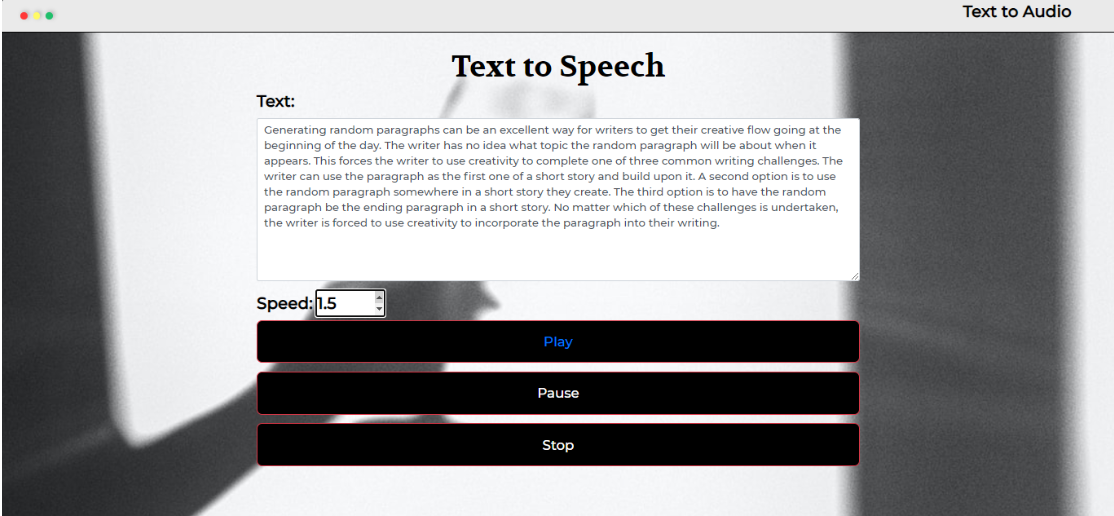 Text to Audio
Text to Speech
Text:
Generating random paragraphs can be an excellent way for writers to get their creative flow going at the
beginning of the day. The writer has no idea what topic the random paragraph will be about when it
appears. This forces the writer to use creativity to complete one of three common writing challenges. The
writer can use the paragraph as the first one of a short story and build upon it. A second option is to use
the random paragraph somewhere in a short story they create. The third option is to have the random
paragraph be the ending paragraph in a short story. No matter which of these challenges is undertaken,
the writer is forced to use creativity to incorporate the paragraph into their writing.
Speed: 1.5
Play
Pause
Stop